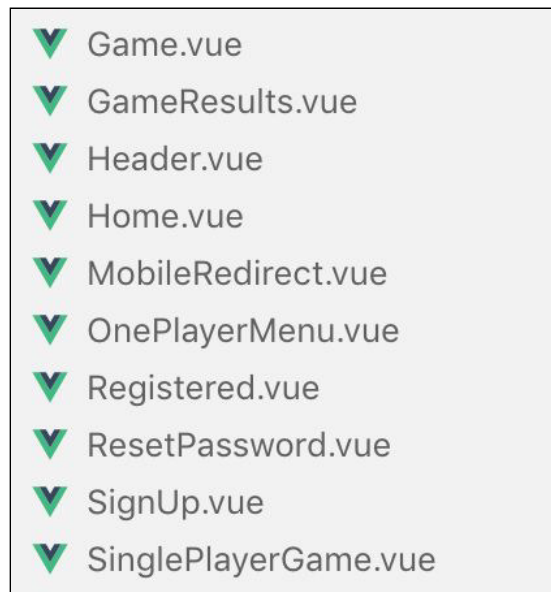 Game.vue
GameResults.vue
Header.vue
Home.vue
MobileRedirect.vue
OnePlayerMenu.vue
Registered.vue
ResetPassword.vue
SignUp.vue
SinglePlayerGame.vue